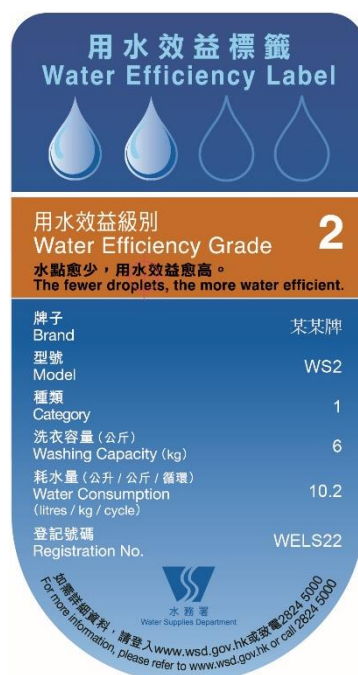 用水效益標籤
Water Efficiency Label
用水效益級別
Water Efficiency Grade 2
水點愈少，用水效益愈高。
The fewer droplets, the more water efficient.
牌子
Brand 某某牌
型號
Model WS2
種類
Category 1
洗衣容量 (公斤)
Washing Capacity (kg) 6
耗水量 (公升 / 公斤 / 循環)
Water Consumption 10.2
(litres / kg / cycle)
登記號碼
Registration No. WELS22
水務署
Water Supplies Department
如需詳細資料，請登入www.wsd.gov.hk或致電2824 5000
For more information, please refer to www.wsd.gov.hk or call 2824 5000